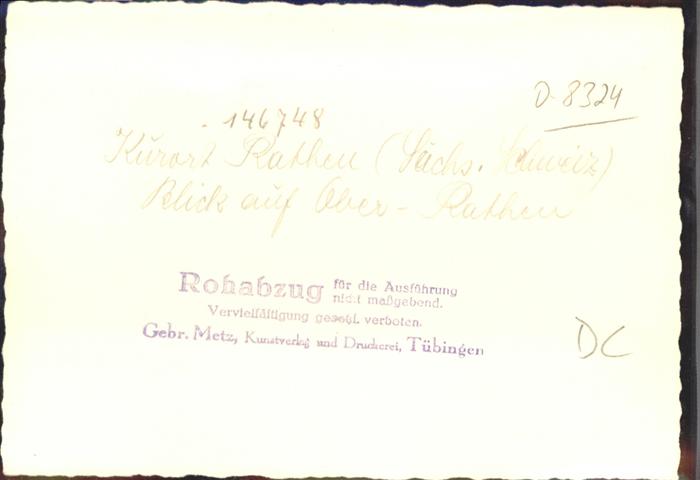 D-8324
146748
Kurort Rathen (Sächs. Schweiz)
Blick auf Ober-Rathen
Rohabzug für die Ausführung
nicht maßgebend.
Vervielfältigung gesetzl. verboten.
Gebr. Metz, Kunstverlag und Druckerei, Tübingen
DC